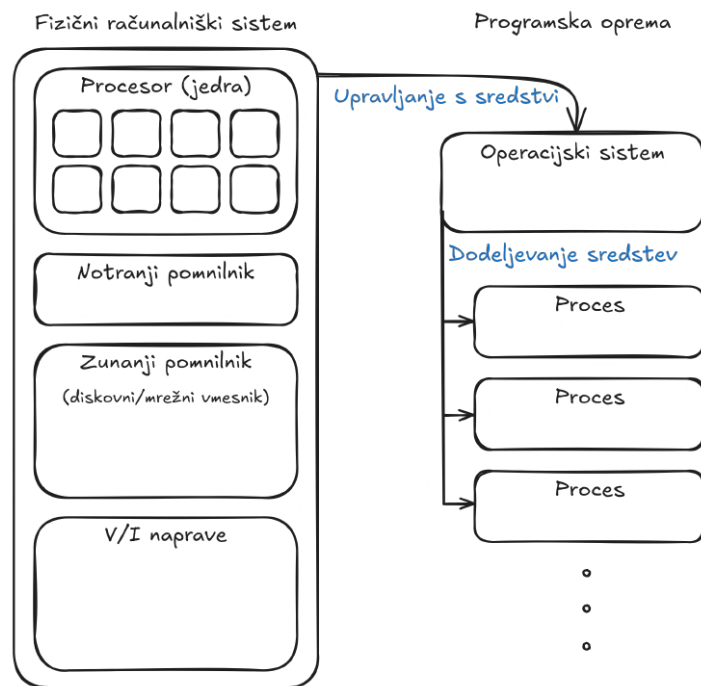 Fizični računalniški sistem
Procesor (jedra)
Notranji pomnilnik
Zunanji pomnilnik
(diskovni/mrežni vmesnik)
V/I naprave
Programska oprema
Upravljanje s sredstvi
Operacijski sistem
Dodeljevanje sredstev
Proces
Proces
Proces